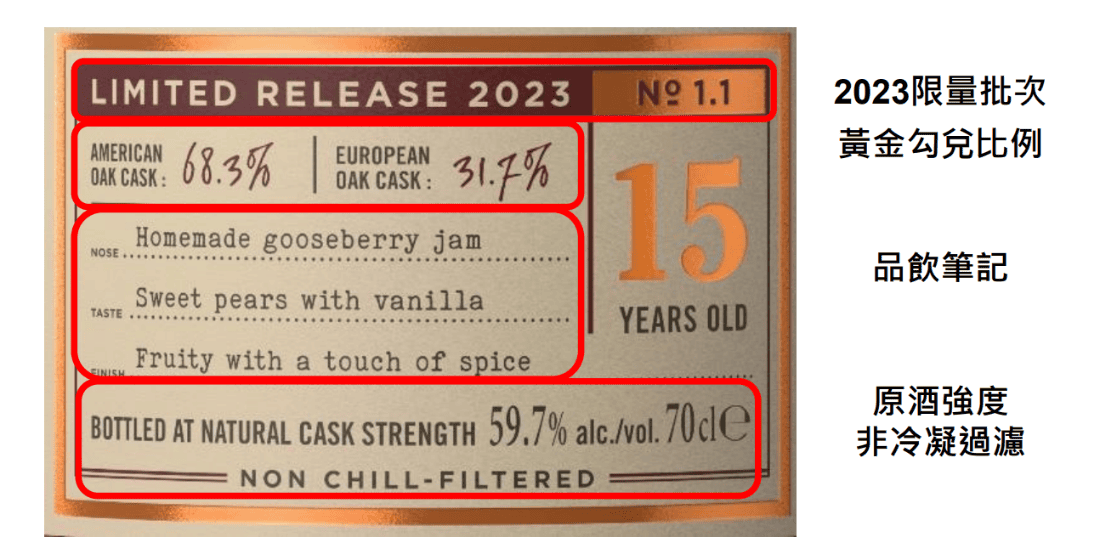 LIMITED RELEASE 2023 Nº 1.1
AMERICAN
OAK CASK: 68.3%
EUROPEAN
OAK CASK: 31.7%
15
YEARS OLD
NOSE Homemade gooseberry jam
TASTE Sweet pears with vanilla
FINISH Fruity with a touch of spice
BOTTLED AT NATURAL CASK STRENGTH 59.7% alc./vol. 70cl℮
NON CHILL-FILTERED
2023限量批次
黃金勾兌比例
品飲筆記
原酒強度
非冷凝過濾